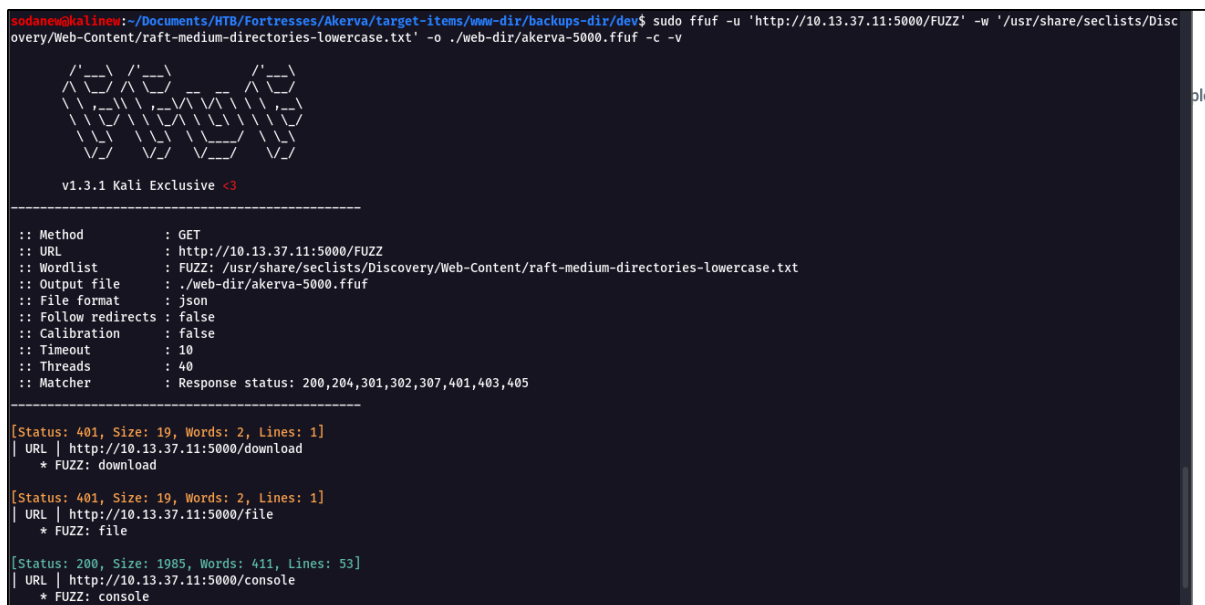 sodanew@kalinew:~/Documents/HTB/Fortresses/Akerva/target-items/www-dir/backups-dir/dev$ sudo ffuf -u 'http://10.13.37.11:5000/FUZZ' -w '/usr/share/seclists/Disc
overy/Web-Content/raft-medium-directories-lowercase.txt' -o ./web-dir/akerva-5000.ffuf -c -v
v1.3.1 Kali Exclusive <3
________________________________________________
:: Method : GET
:: URL : http://10.13.37.11:5000/FUZZ
:: Wordlist : FUZZ: /usr/share/seclists/Discovery/Web-Content/raft-medium-directories-lowercase.txt
:: Output file : ./web-dir/akerva-5000.ffuf
:: File format : json
:: Follow redirects : false
:: Calibration : false
:: Timeout : 10
:: Threads : 40
:: Matcher : Response status: 200,204,301,302,307,401,403,405
________________________________________________
[Status: 401, Size: 19, Words: 2, Lines: 1]
| URL | http://10.13.37.11:5000/download
* FUZZ: download
[Status: 401, Size: 19, Words: 2, Lines: 1]
| URL | http://10.13.37.11:5000/file
* FUZZ: file
[Status: 200, Size: 1985, Words: 411, Lines: 53]
| URL | http://10.13.37.11:5000/console
* FUZZ: console